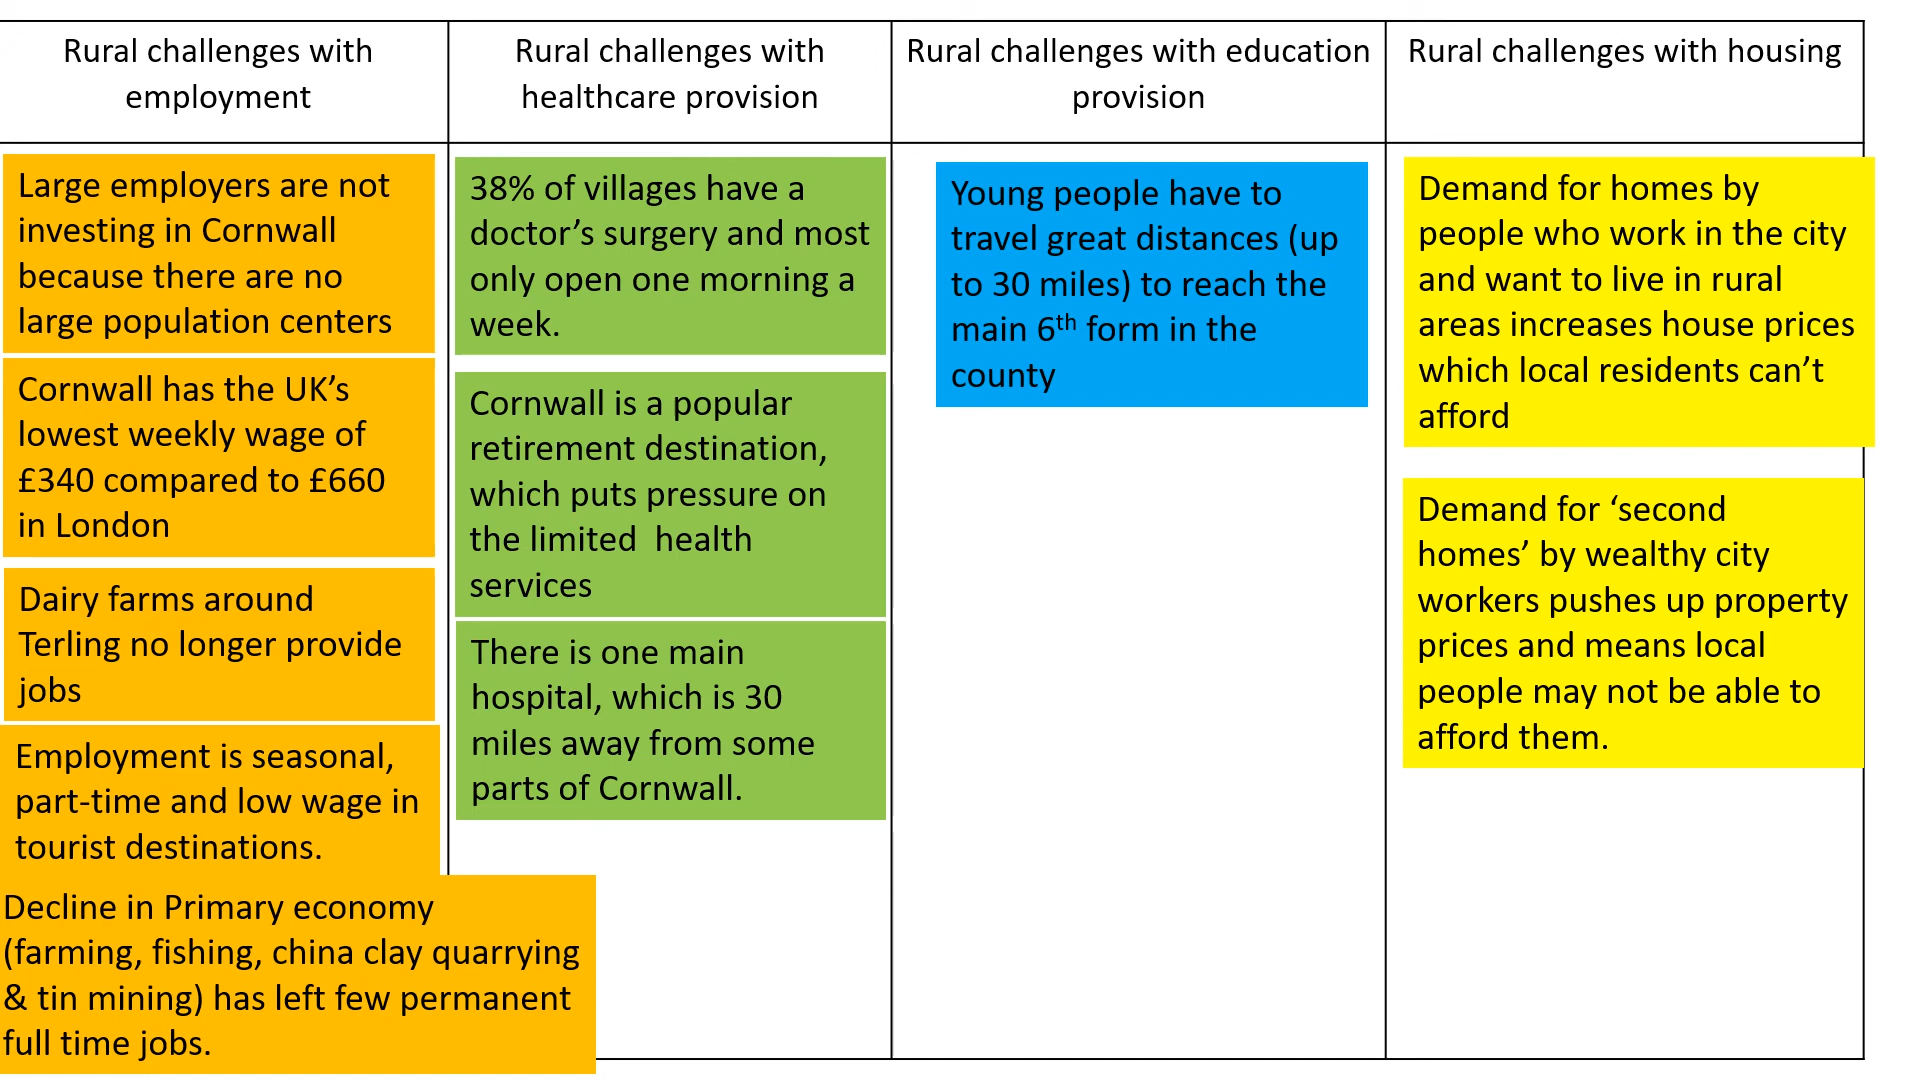 Rural challenges with
employment
Rural challenges with
healthcare provision
Rural challenges with education
provision
Rural challenges with housing
Large employers are not
investing in Cornwall
because there are no
large population centers
Cornwall has the UK’s
lowest weekly wage of
£340 compared to £660
in London
Dairy farms around
Terling no longer provide
jobs
Employment is seasonal,
part-time and low wage in
tourist destinations.
Decline in Primary economy
(farming, fishing, china clay quarrying
& tin mining) has left few permanent
full time jobs.
38% of villages have a
doctor’s surgery and most
only open one morning a
week.
Cornwall is a popular
retirement destination,
which puts pressure on
the limited  health
services
There is one main
hospital, which is 30
miles away from some
parts of Cornwall.
Young people have to
travel great distances (up
to 30 miles) to reach the
main 6th form in the
county
Demand for homes by
people who work in the city
and want to live in rural
areas increases house prices
which local residents can’t
afford
Demand for ‘second
homes’ by wealthy city
workers pushes up property
prices and means local
people may not be able to
afford them.